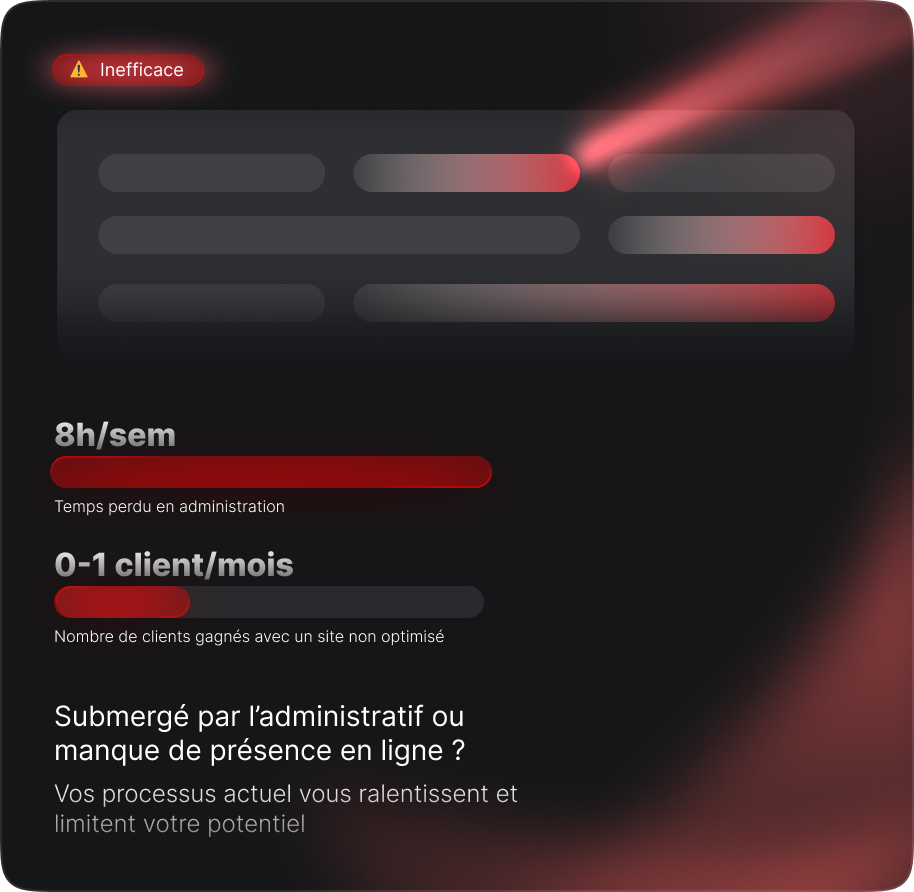 ⚠️ Inefficace
8h/sem
Temps perdu en administration
0-1 client/mois
Nombre de clients gagnés avec un site non optimisé
Submergé par l’administratif ou
manque de présence en ligne ?
Vos processus actuel vous ralentissent et
limitent votre potentiel